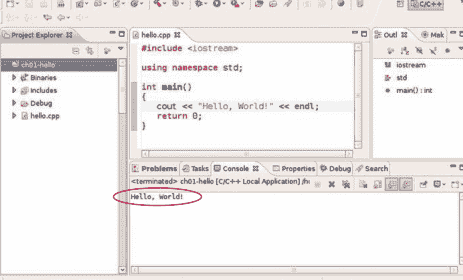 C/C++
Project Explorer
ch01-hello
Binaries
Includes
Debug
hello.cpp
hello.cpp
#include <iostream>
using namespace std;
int main()
{
cout << "Hello, World!" << endl;
return 0;
}
Outl
Mak
iostream
std
main() : int
Problems
Tasks
Console
Properties
Debug
Search
<terminated> ch01-hello [C/C++ Local Application]
Hello, World!